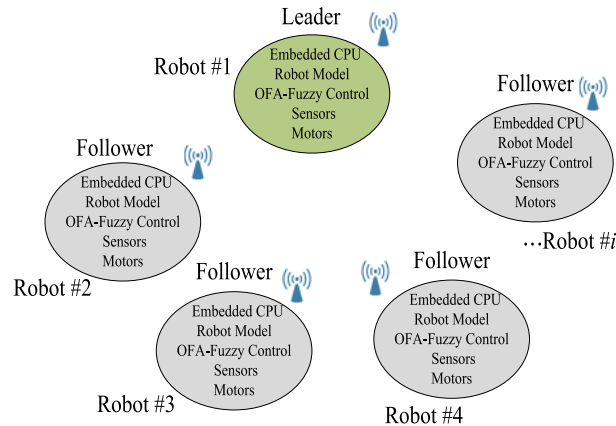 Leader
Robot #1
Embedded CPU
Robot Model
OFA-Fuzzy Control
Sensors
Motors
Follower
Embedded CPU
Robot Model
OFA-Fuzzy Control
Sensors
Motors
...Robot #i
Follower
Embedded CPU
Robot Model
OFA-Fuzzy Control
Sensors
Motors
Robot #2
Follower
Embedded CPU
Robot Model
OFA-Fuzzy Control
Sensors
Motors
Robot #3
Follower
Embedded CPU
Robot Model
OFA-Fuzzy Control
Sensors
Motors
Robot #4